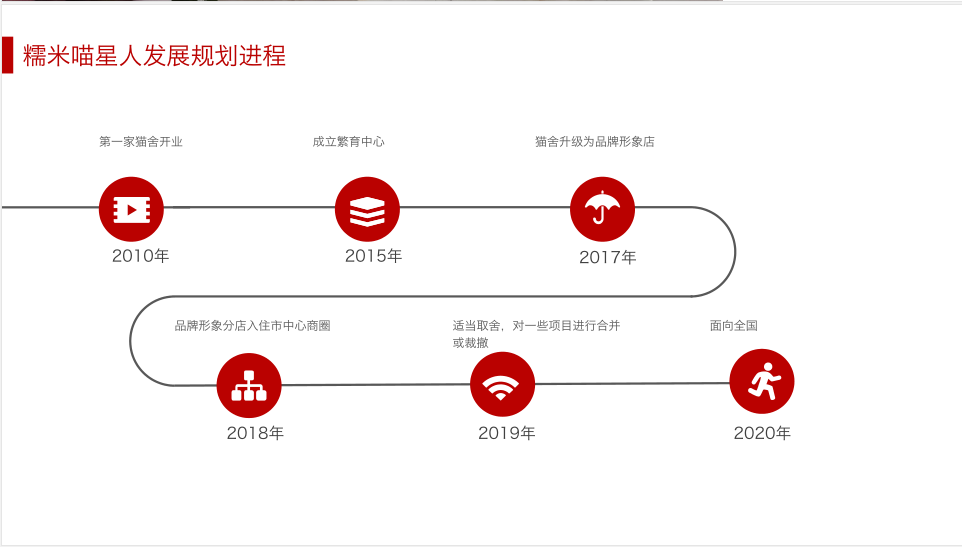 糯米喵星人发展规划进程
第一家猫舍开业
成立繁育中心
猫舍升级为品牌形象店
2010年
2015年
2017年
品牌形象分店入住市中心商圈
适当取舍，对一些项目进行合并
或裁撤
面向全国
2018年
2019年
2020年